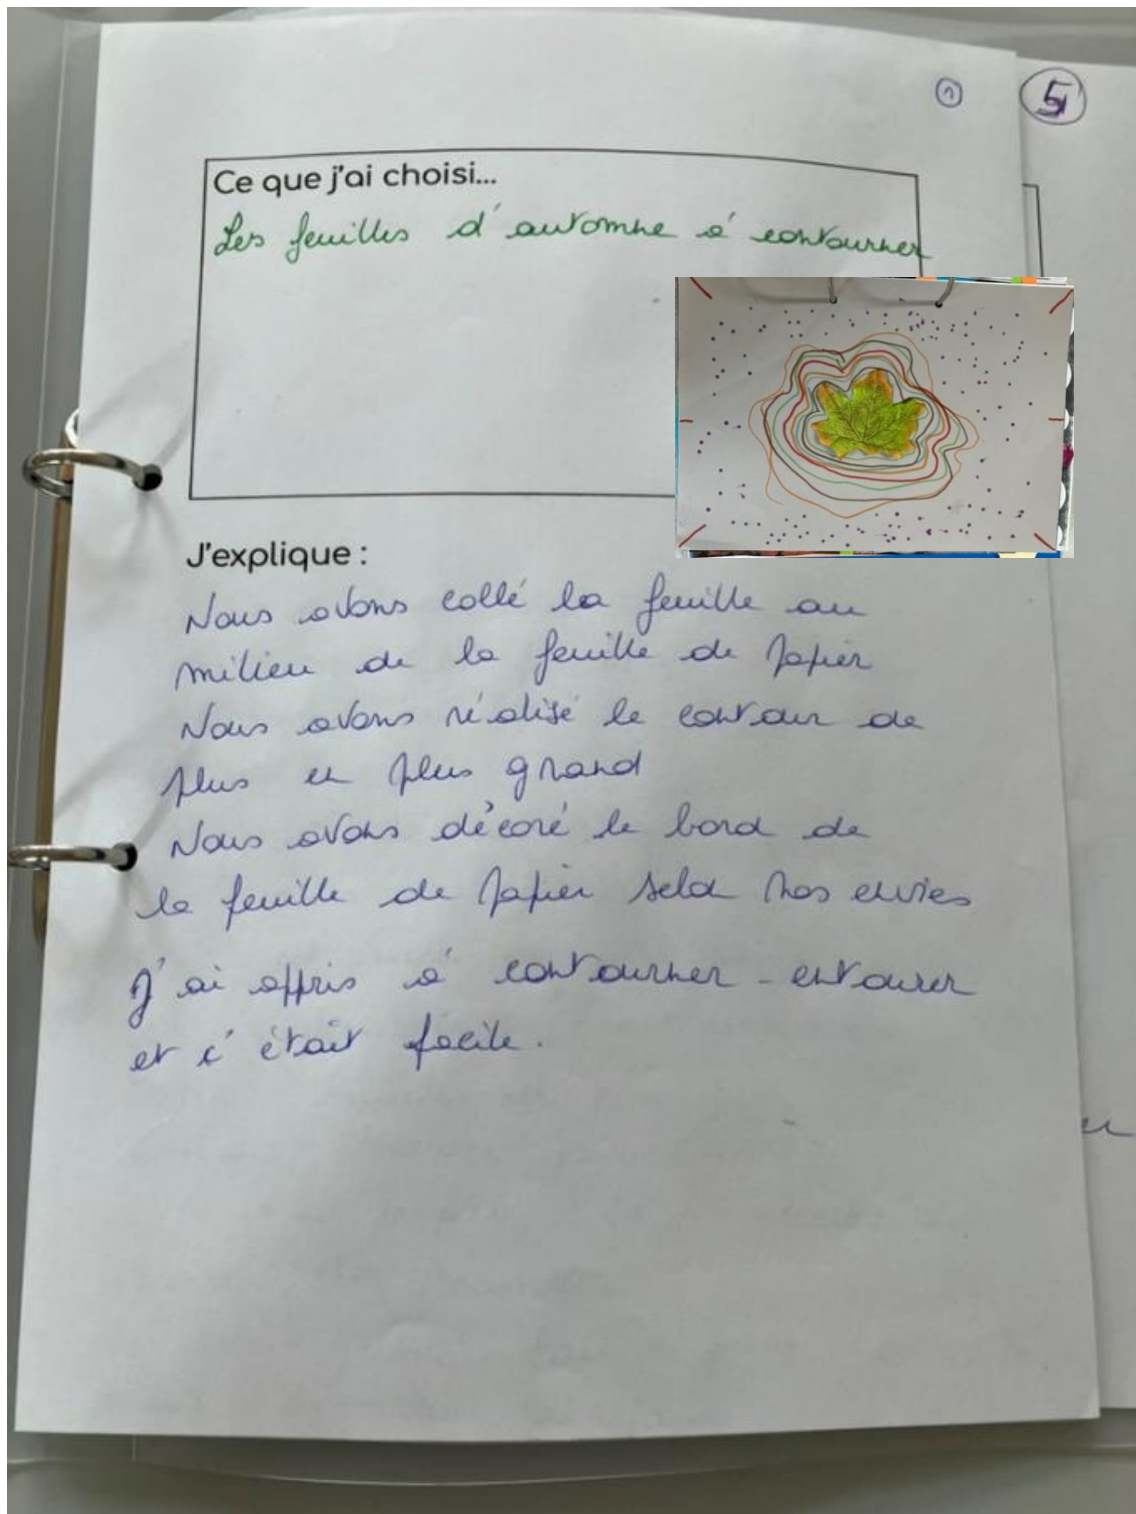 1
5
Ce que j'ai choisi...
Les feuilles d'automne à contourner
J'explique :
Nous avons collé la feuille au
milieu de la feuille de papier
Nous avons réalisé le contour de
plus en plus grand
Nous avons décoré le bord de
la feuille de papier selon nos envies
J'ai appris à contourner - entourer
et c'était facile.